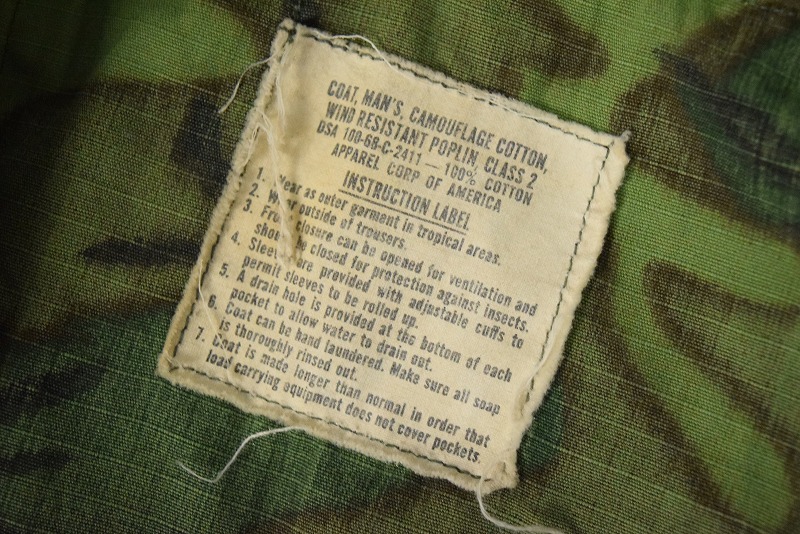 COAT, MAN'S, CAMOUFLAGE COTTON,
WIND RESISTANT POPLIN, CLASS 2
DSA 100-68-C-2411 — 100% COTTON
APPAREL CORP OF AMERICA
INSTRUCTION LABEL
1. Wear as outer garment in tropical areas.
2. outside of trousers.
3. closure can be opened for ventilation and
closed for protection against insects.
4. are provided with adjustable cuffs to
permit sleeves to be rolled up.
5. A drain hole is provided at the bottom of each
pocket to allow water to drain out.
6. Coat can be hand laundered. Make sure all soap
is thoroughly rinsed out.
7. Coat is made longer than normal in order that
load carrying equipment does not cover pockets.